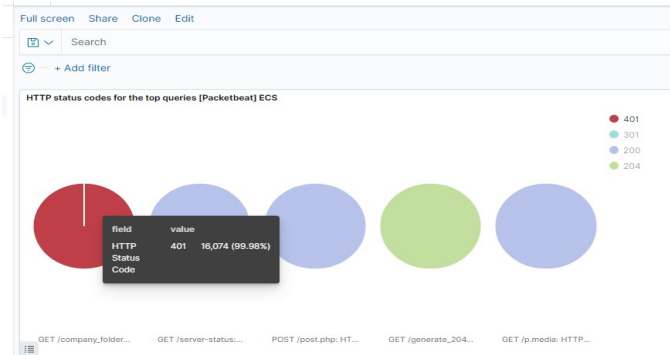 Full screen Share Clone Edit
Search
+ Add filter
HTTP status codes for the top queries [Packetbeat] ECS
401
301
200
204
field value
HTTP Status Code 401 16,074 (99.98%)
GET /company_folder... GET /server-status:... POST /post.php: HT... GET /generate_204... GET /p.media: HTTP...